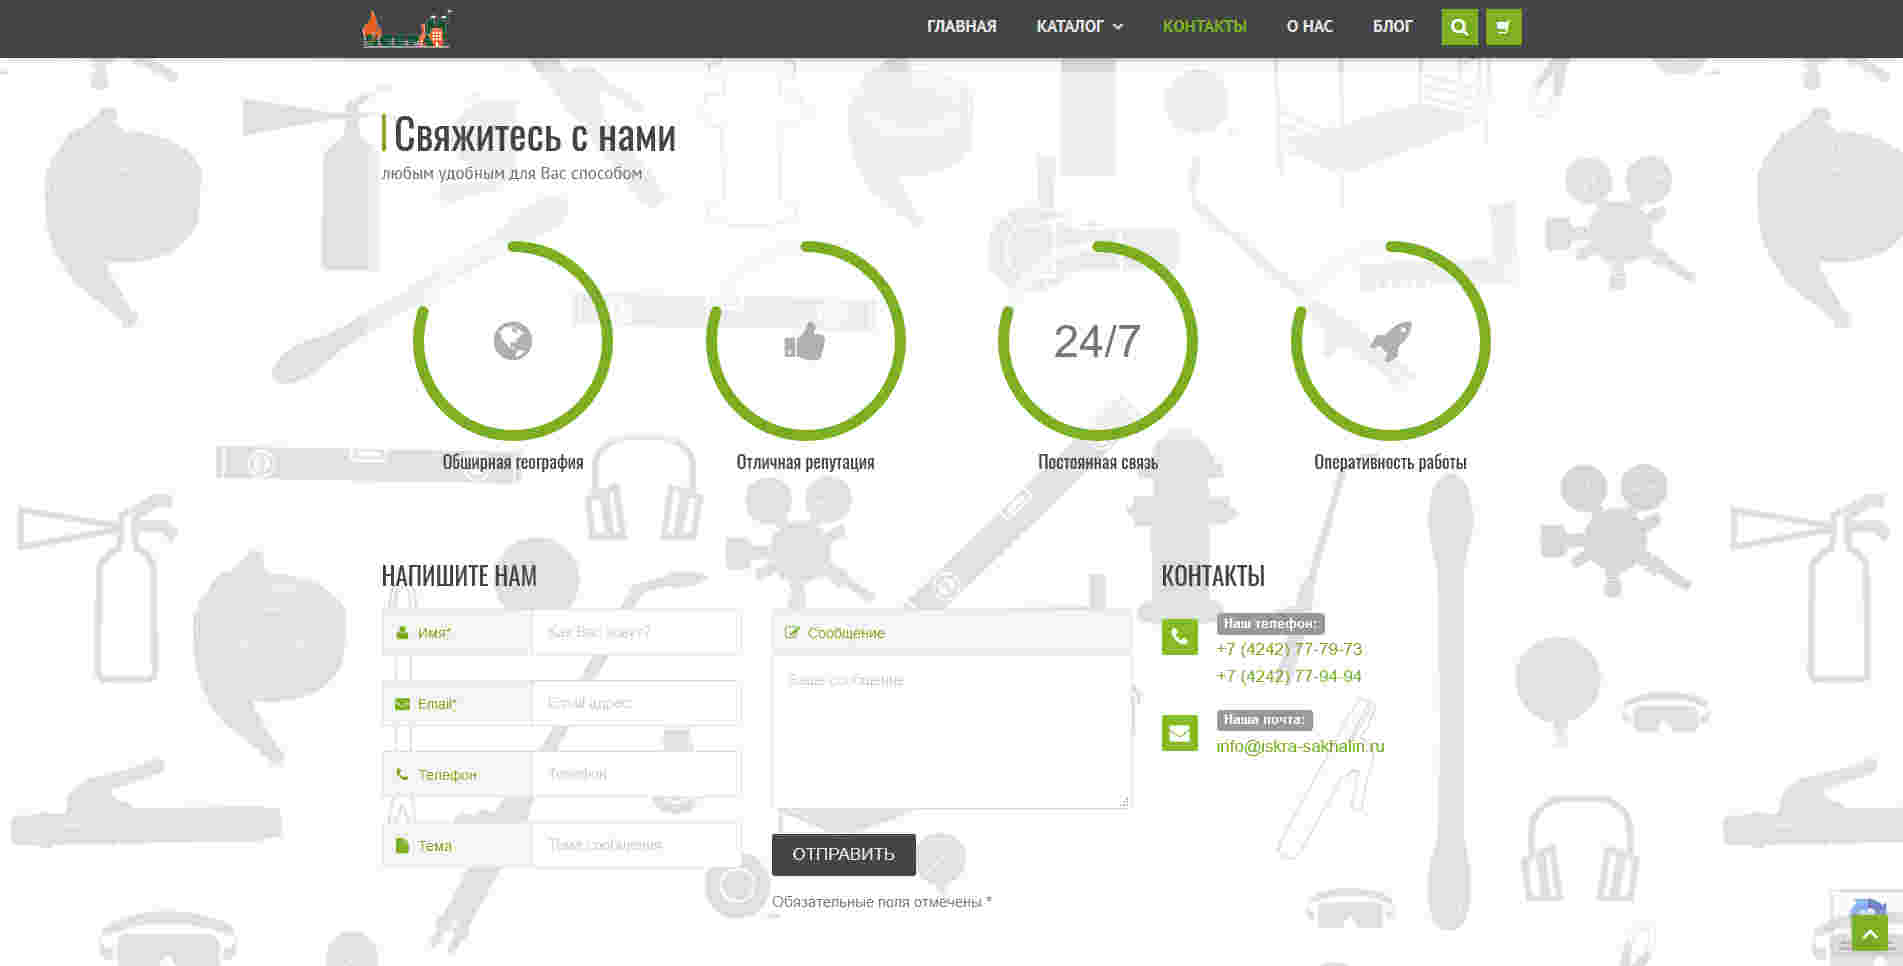 ГЛАВНАЯ КАТАЛОГ КОНТАКТЫ О НАС БЛОГ
Свяжитесь с нами
любым удобным для Вас способом
24/7
Обширная география Отличная репутация Постоянная связь Оперативность работы
НАПИШИТЕ НАМ
Имя* Как Вас зовут?
Email* Email адрес
Телефон Телефон
Тема Тема сообщения
Сообщение
Ваше сообщение
ОТПРАВИТЬ
Обязательные поля отмечены *
КОНТАКТЫ
Наш телефон:
+7 (4242) 77-79-73
+7 (4242) 77-94-94
Наша почта:
info@iskra-sakhalin.ru